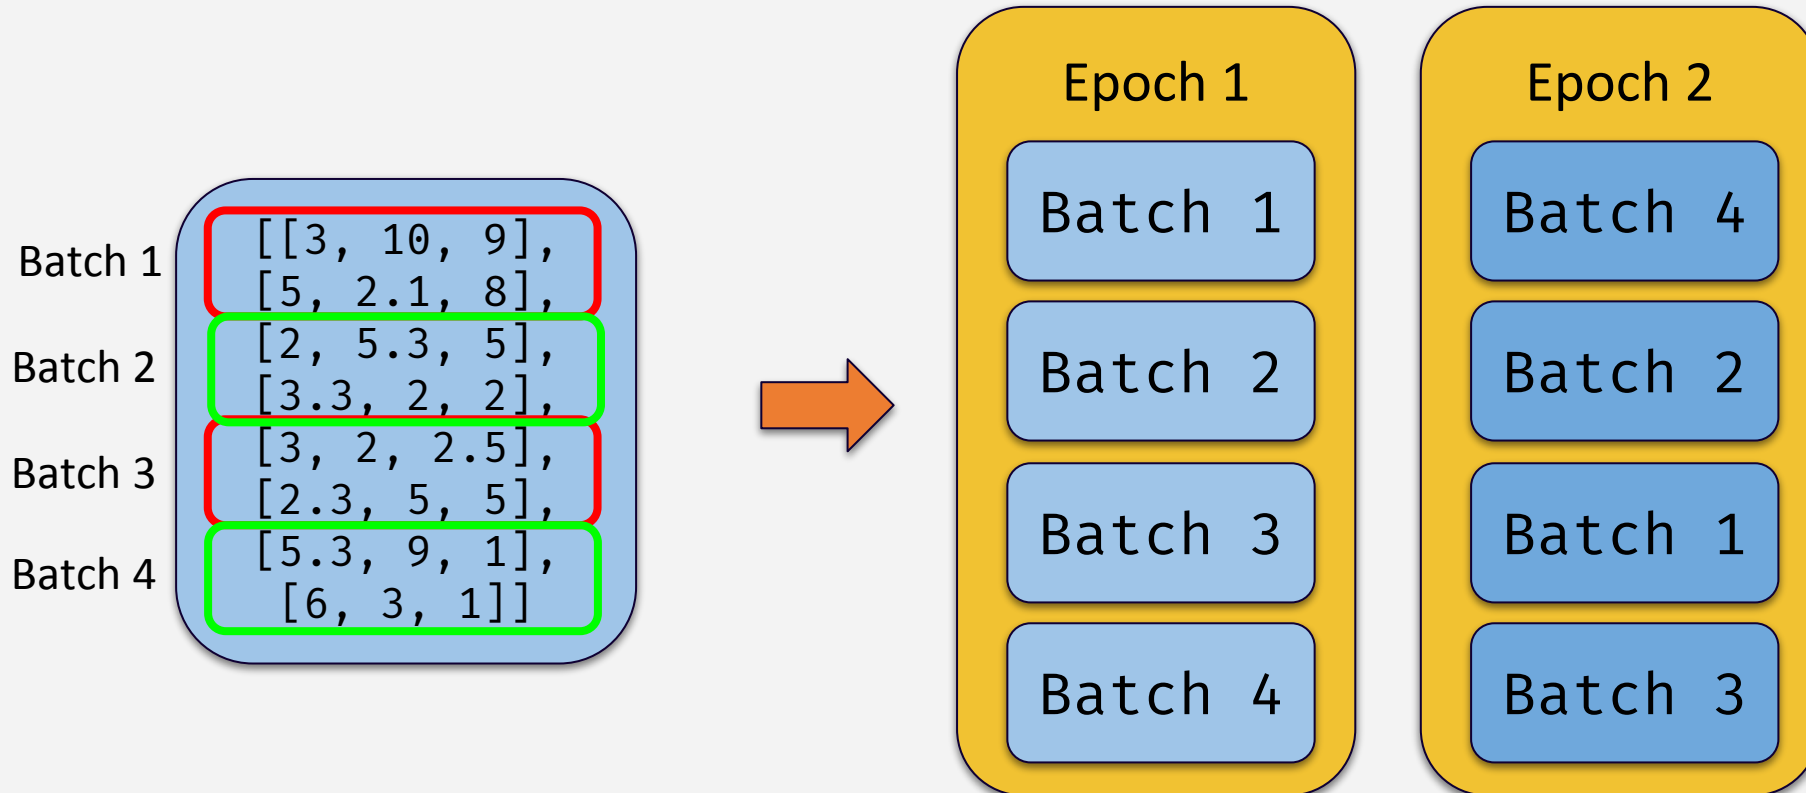 Batch 1
[[3, 10, 9],
[5, 2.1, 8],
Batch 2
[2, 5.3, 5],
[3.3, 2, 2],
Batch 3
[3, 2, 2.5],
[2.3, 5, 5],
Batch 4
[5.3, 9, 1],
[6, 3, 1]]
Epoch 1
Batch 1
Batch 2
Batch 3
Batch 4
Epoch 2
Batch 4
Batch 2
Batch 1
Batch 3